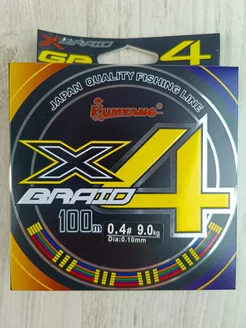 X BRAID
GP 4
JAPAN QUALITY FISHING LINE
KUMYANG
X4
BRAID
100m
0.4# 9.0kg
Dia:0.10mm